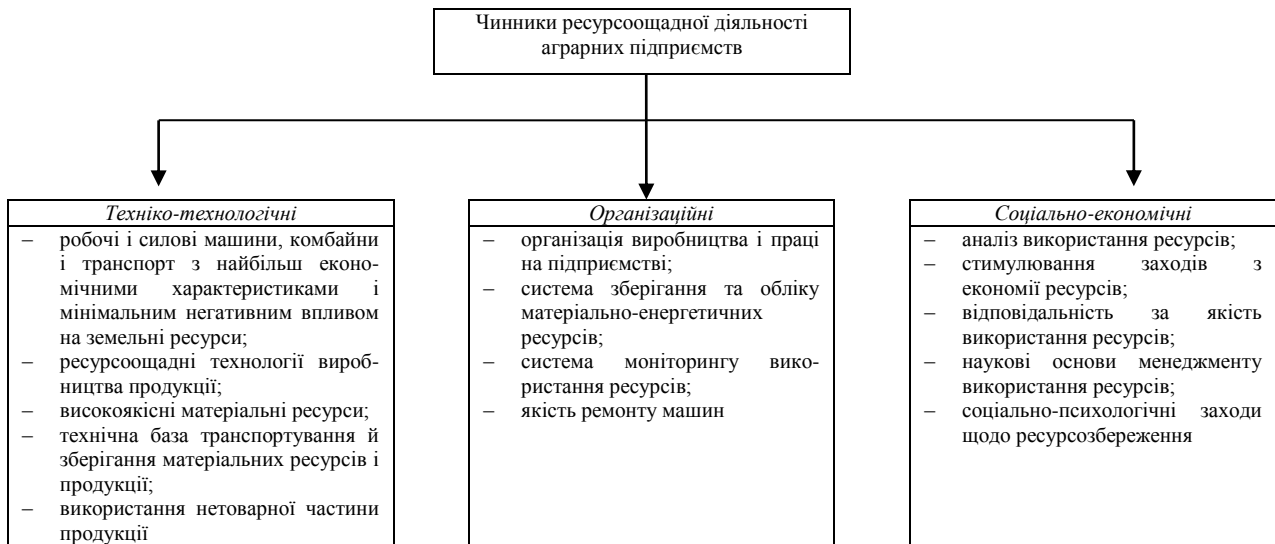 Чинники ресурсоощадної діяльності
аграрних підприємств
Техніко-технологічні
– робочі і силові машини, комбайни
і транспорт з найбільш еконо-
мічними характеристиками і
мінімальним негативним впливом
на земельні ресурси;
– ресурсоощадні технології вироб-
ництва продукції;
– високоякісні матеріальні ресурси;
– технічна база транспортування й
зберігання матеріальних ресурсів і
продукції;
– використання нетоварної частини
продукції
Організаційні
– організація виробництва і праці
на підприємстві;
– система зберігання та обліку
матеріально-енергетичних
ресурсів;
– система моніторингу вико-
ристання ресурсів;
– якість ремонту машин
Соціально-економічні
– аналіз використання ресурсів;
– стимулювання заходів з
економії ресурсів;
– відповідальність за якість
використання ресурсів;
– наукові основи менеджменту
використання ресурсів;
– соціально-психологічні заходи
щодо ресурсозбереження